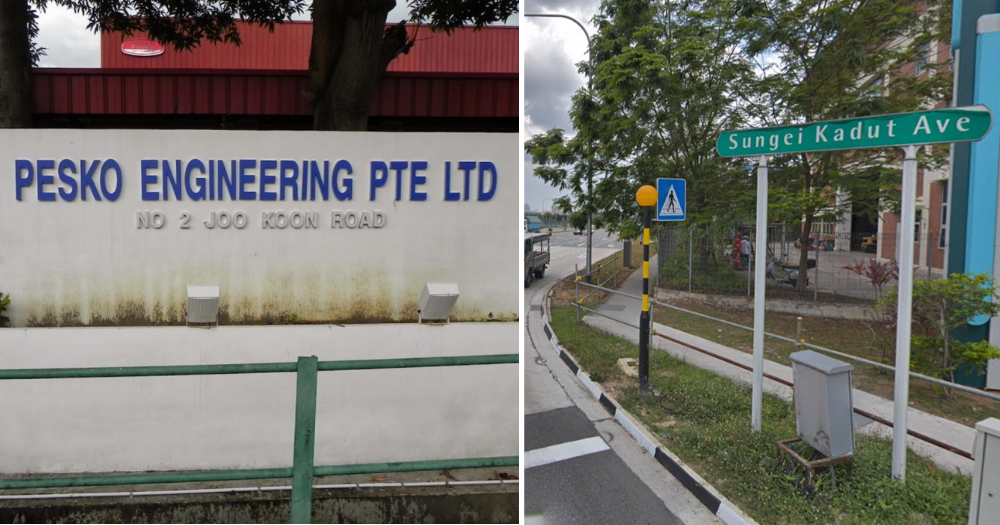 PESKO ENGINEERING PTE LTD
NO 2 JOO KOON ROAD
Sungei Kadut Ave